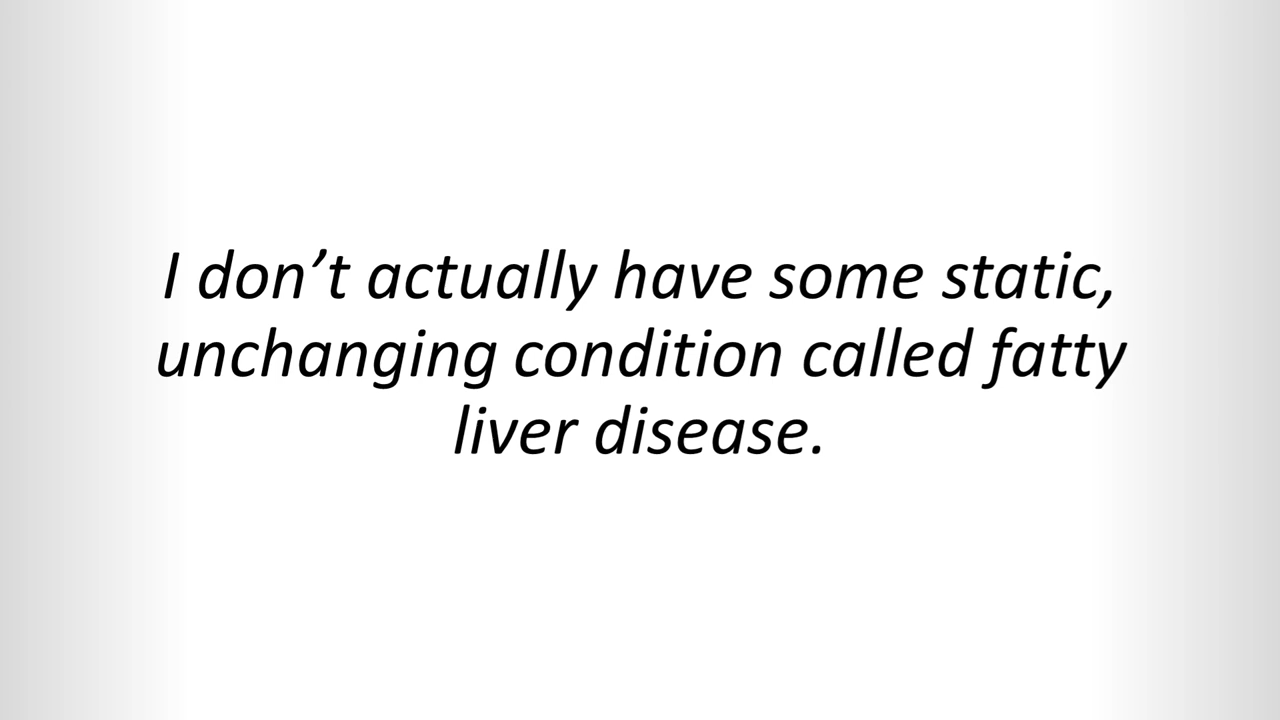 I don’t actually have some static,
unchanging condition called fatty
liver disease.